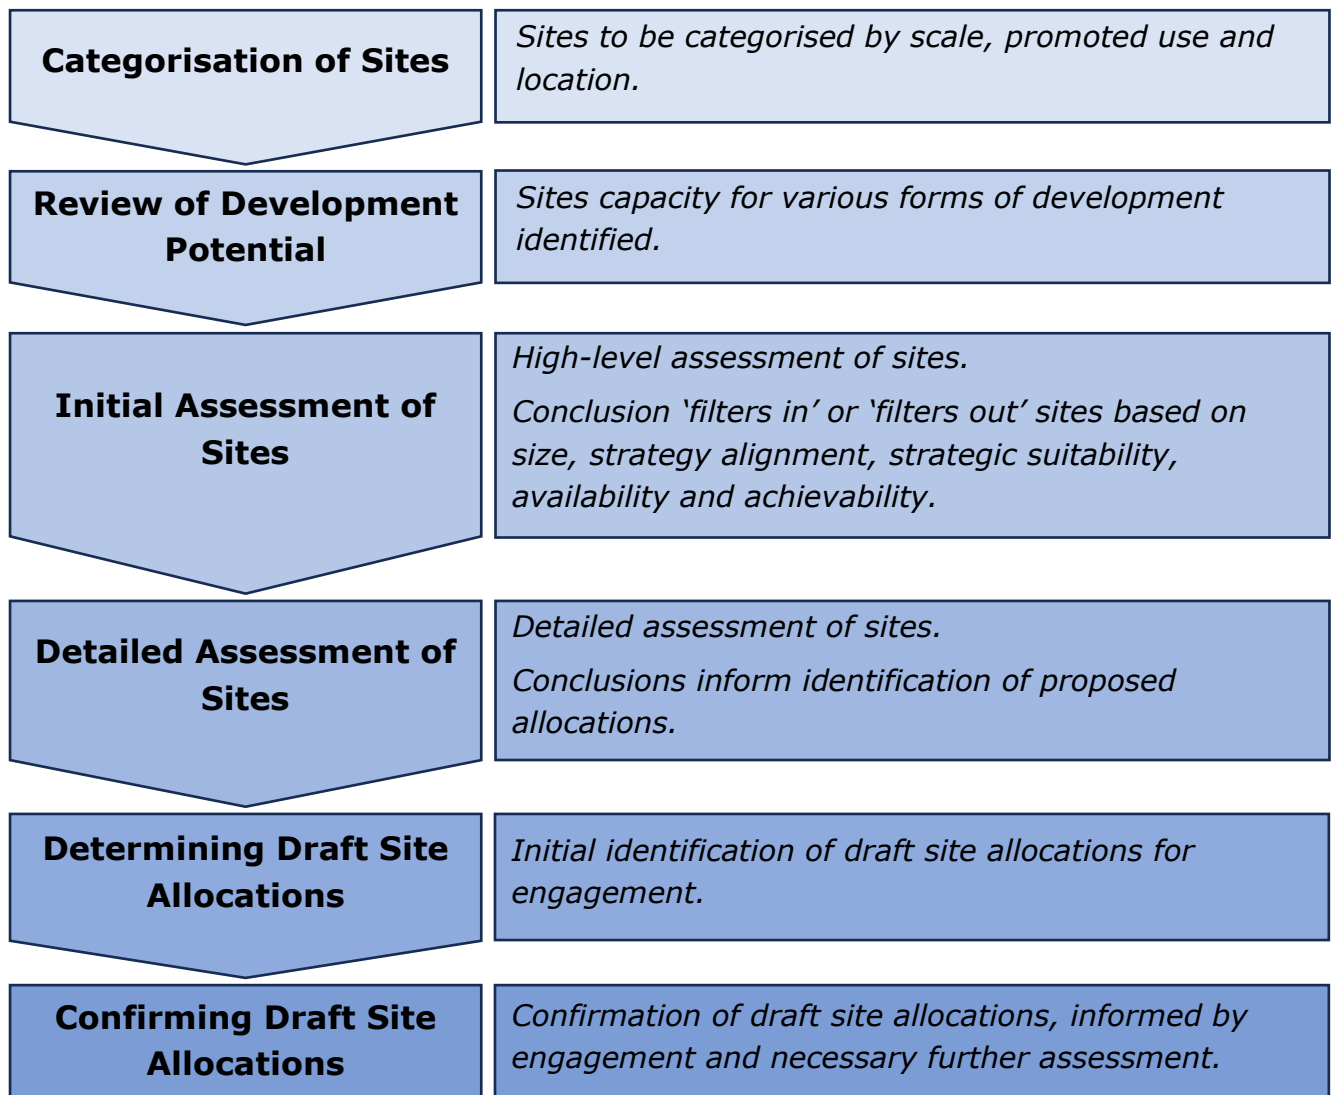 Categorisation of Sites
Sites to be categorised by scale, promoted use and
location.
Review of Development
Potential
Sites capacity for various forms of development
identified.
Initial Assessment of
Sites
High-level assessment of sites.
Conclusion ‘filters in’ or ‘filters out’ sites based on
size, strategy alignment, strategic suitability,
availability and achievability.
Detailed Assessment of
Sites
Detailed assessment of sites.
Conclusions inform identification of proposed
allocations.
Determining Draft Site
Allocations
Initial identification of draft site allocations for
engagement.
Confirming Draft Site
Allocations
Confirmation of draft site allocations, informed by
engagement and necessary further assessment.